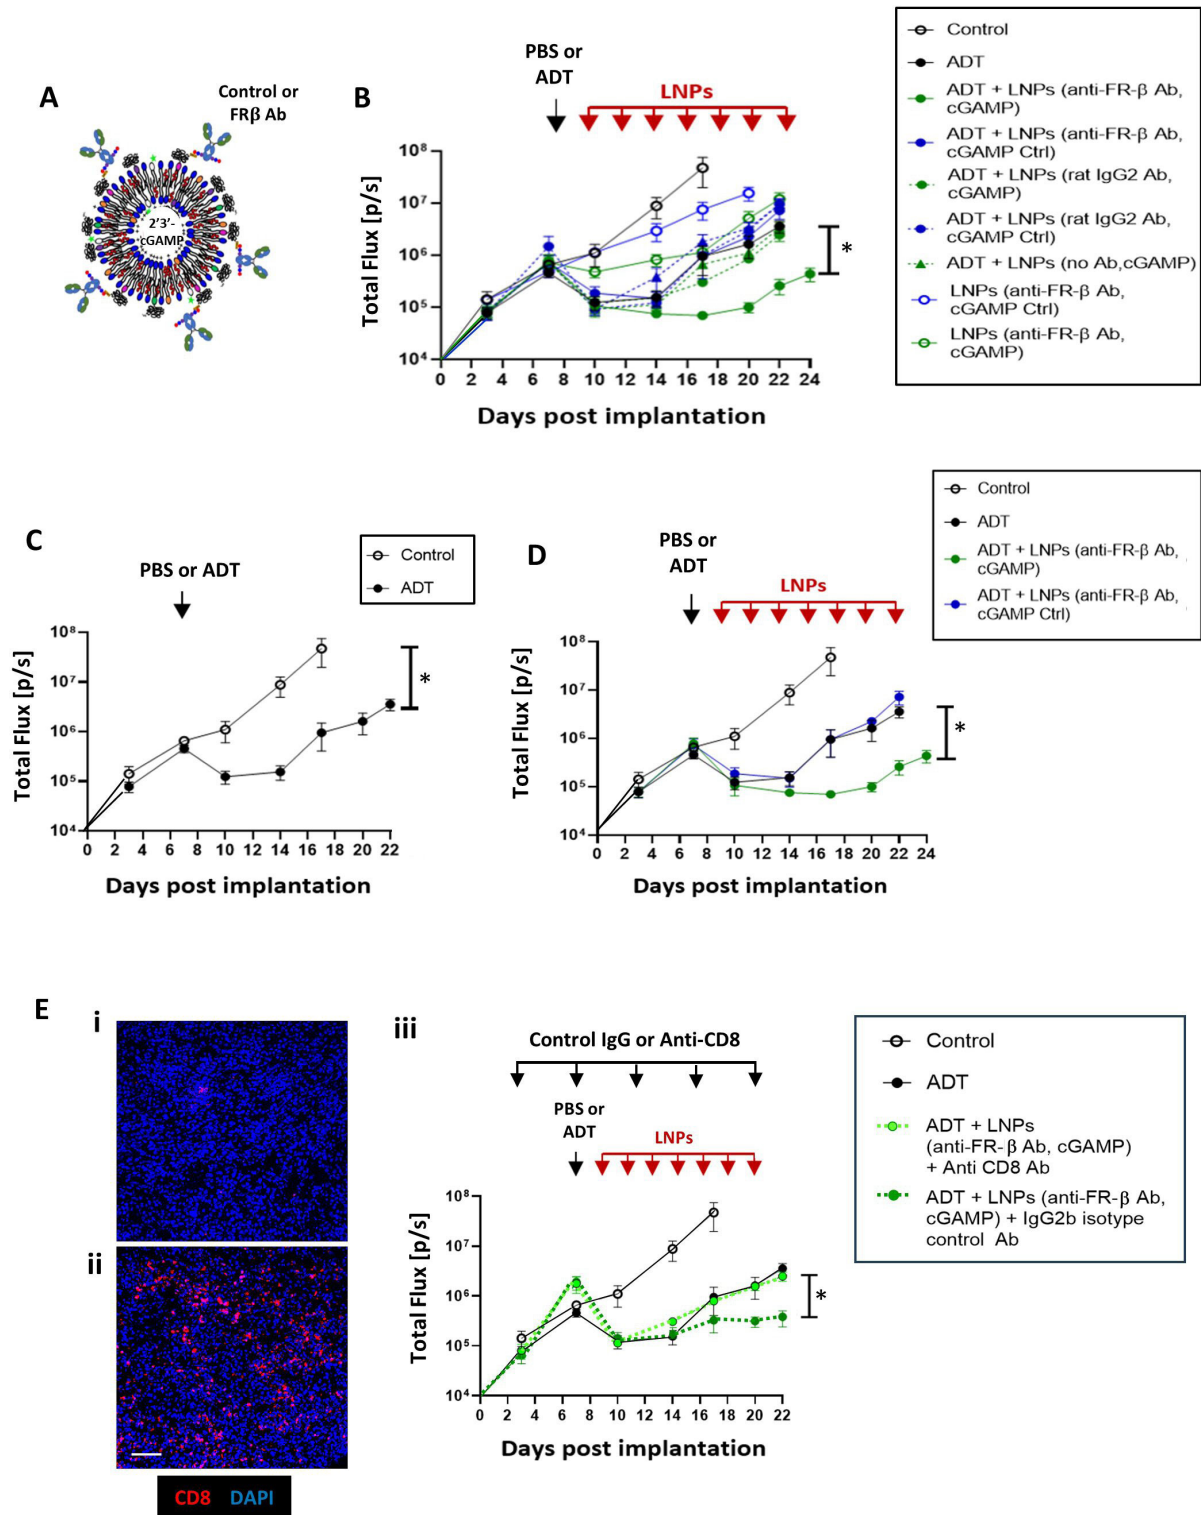 A
Control or
FRβ Ab
2'3'-
cGAMP
B
PBS or
ADT
LNPs
Total Flux [p/s]
10⁸
10⁷
10⁶
10⁵
10⁴
0 2 4 6 8 10 12 14 16 18 20 22 24
Days post implantation
*
Control
ADT
ADT + LNPs (anti-FR-β Ab,
cGAMP)
ADT + LNPs (anti-FR-β Ab,
cGAMP Ctrl)
ADT + LNPs (rat IgG2 Ab,
cGAMP)
ADT + LNPs (rat IgG2 Ab,
cGAMP Ctrl)
ADT + LNPs (no Ab,cGAMP)
LNPs (anti-FR-β Ab,
cGAMP Ctrl)
LNPs (anti-FR-β Ab,
cGAMP)
C
PBS or ADT
Control
ADT
Total Flux [p/s]
10⁸
10⁷
10⁶
10⁵
10⁴
0 2 4 6 8 10 12 14 16 18 20 22
Days post implantation
*
D
PBS or
ADT
LNPs
Total Flux [p/s]
10⁸
10⁷
10⁶
10⁵
10⁴
0 2 4 6 8 10 12 14 16 18 20 22 24
Days post implantation
*
Control
ADT
ADT + LNPs (anti-FR-β Ab,
cGAMP)
ADT + LNPs (anti-FR-β Ab,
cGAMP Ctrl)
E
i
ii
CD8 DAPI
iii
Control IgG or Anti-CD8
PBS or
ADT
LNPs
Total Flux [p/s]
10⁸
10⁷
10⁶
10⁵
10⁴
0 2 4 6 8 10 12 14 16 18 20 22
Days post implantation
*
Control
ADT
ADT + LNPs
(anti-FR-β Ab, cGAMP)
+ Anti CD8 Ab
ADT + LNPs (anti-FR-β Ab,
cGAMP) + IgG2b isotype
control Ab